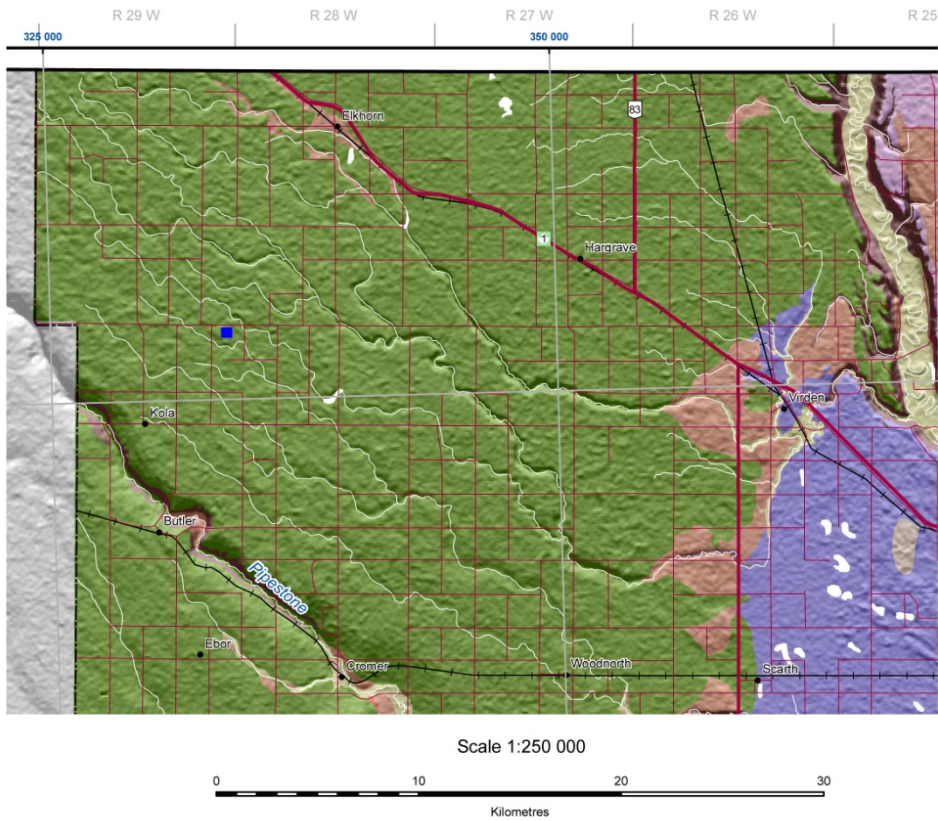 R 29 W R 28 W R 27 W R 26 W R 25
325 000 350 000
83
Elkhorn
1
Hargrave
Virden
Kola
Butler
Pipestone
Ebor
Cromer
Woodnorth
Scarth
Scale 1:250 000
0 10 20 30
Kilometres